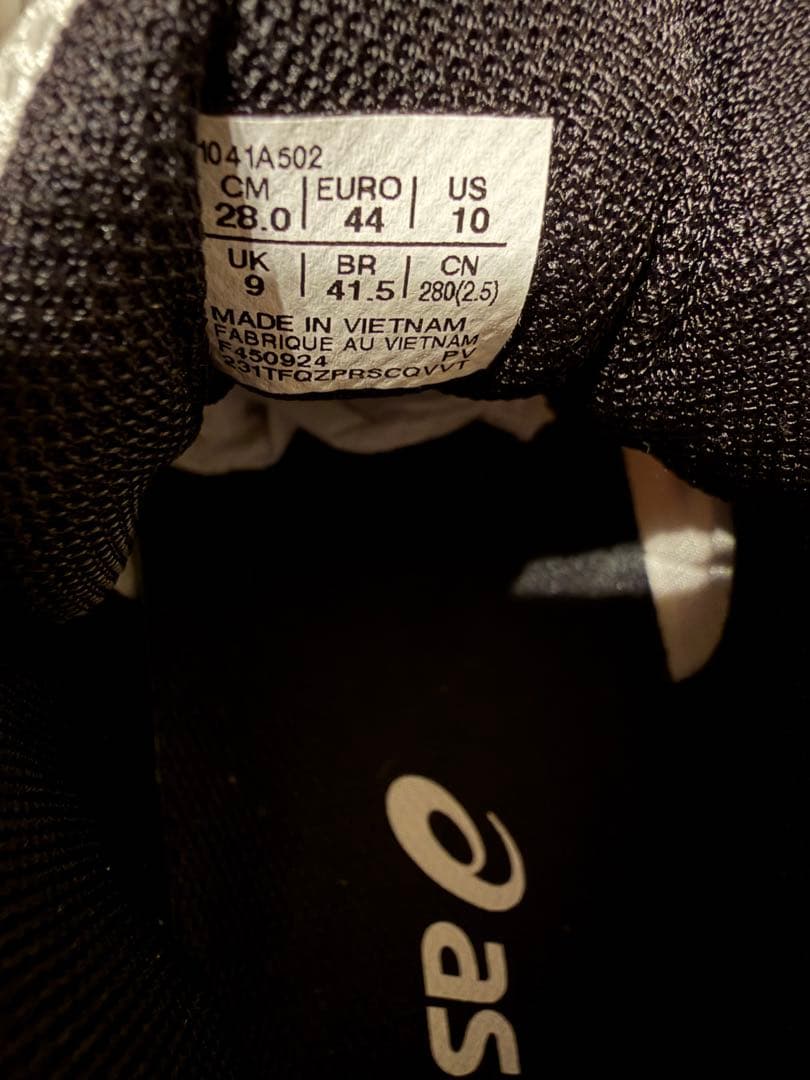 1041A502
CM | EURO | US
28.0 | 44 | 10
UK | BR | CN
9 | 41.5 | 280(2.5)
MADE IN VIETNAM
FABRIQUE AU VIETNAM
F450924 PV
231TFQZPRSCQVVT
as